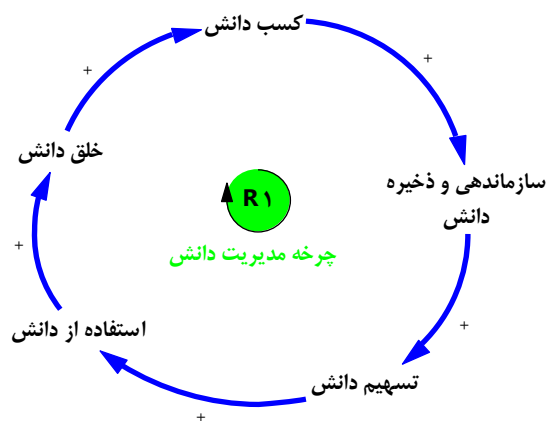 کسب دانش
+
+
خلق دانش
سازماندهی و ذخیره
دانش
R۱
چرخه مدیریت دانش
+
+
استفاده از دانش
تسهیم دانش
+